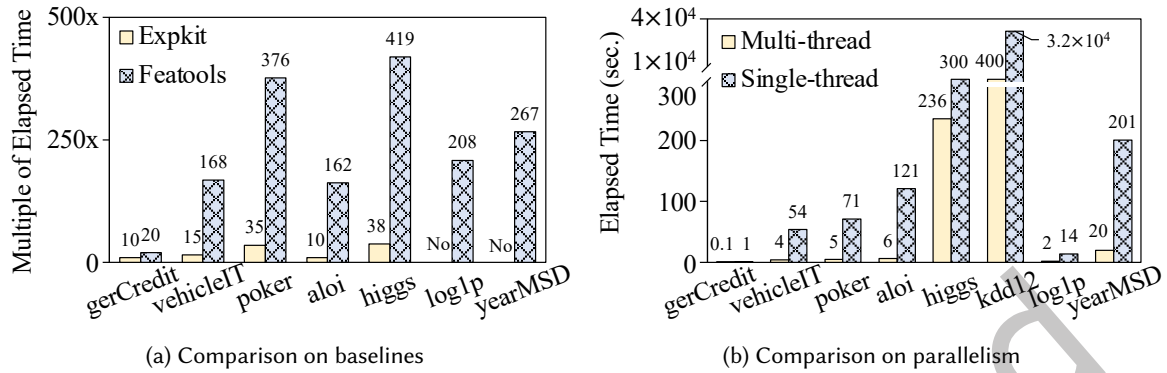 500x
250x
0
Multiple of Elapsed Time
Expkit
Featools
10 20
15 168
35 376
10 162
38 419
No 208
No 267
gerCredit
vehicleIT
poker
aloi
higgs
log1p
yearMSD
(a) Comparison on baselines
4×10⁴
1×10⁴
300
200
100
0
Elapsed Time (sec.)
Multi-thread
Single-thread
0.1 1
4 54
5 71
6 121
236 300
400 3.2×10⁴
2 14
20 201
gerCredit
vehicleIT
poker
aloi
higgs
kdd12
log1p
yearMSD
(b) Comparison on parallelism
d